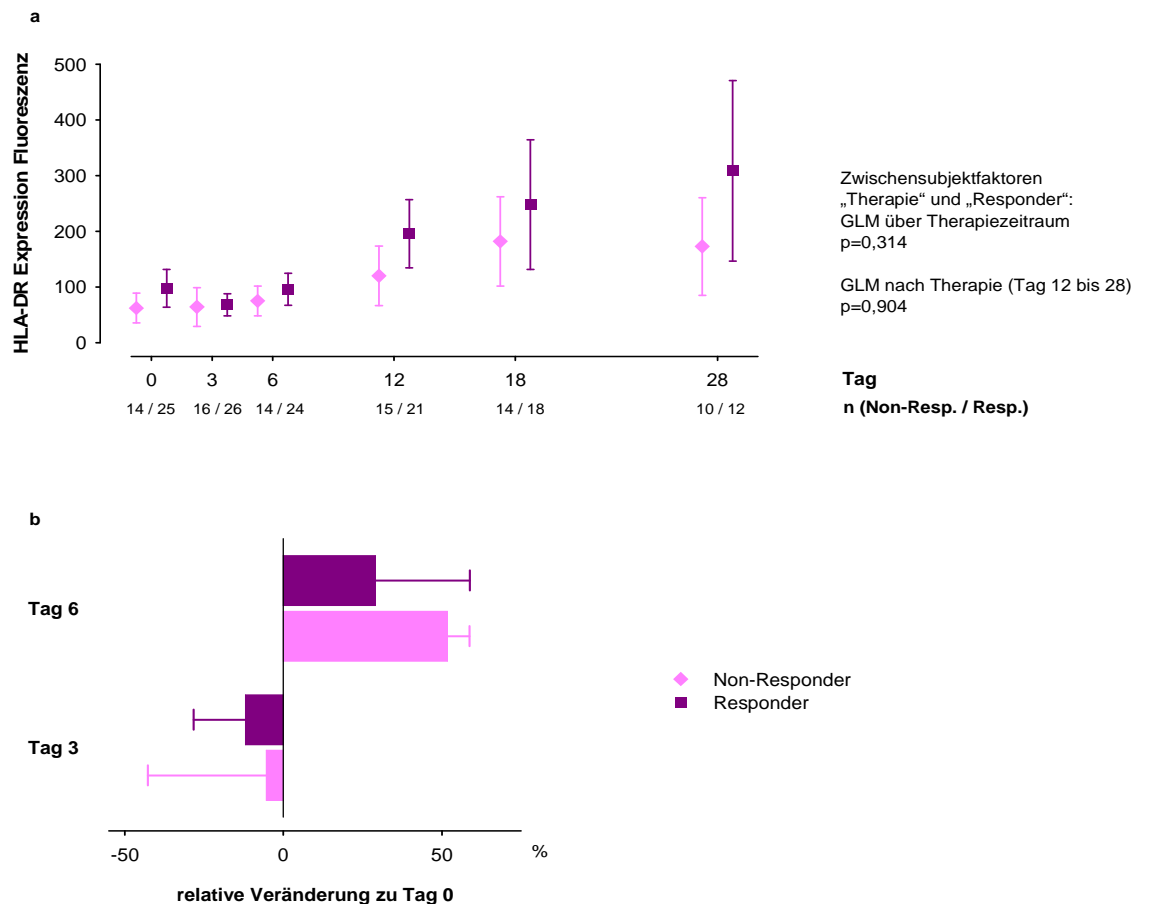 a
HLA-DR Expression Fluoreszenz
500
400
300
200
100
0
0 3 6 12 18 28 Tag
14 / 25 16 / 26 14 / 24 15 / 21 14 / 18 10 / 12 n (Non-Resp. / Resp.)
Zwischensubjektfaktoren
„Therapie“ und „Responder“:
GLM über Therapiezeitraum
p=0,314
GLM nach Therapie (Tag 12 bis 28)
p=0,904
b
Tag 6
Tag 3
-50 0 50 %
relative Veränderung zu Tag 0
Non-Responder
Responder